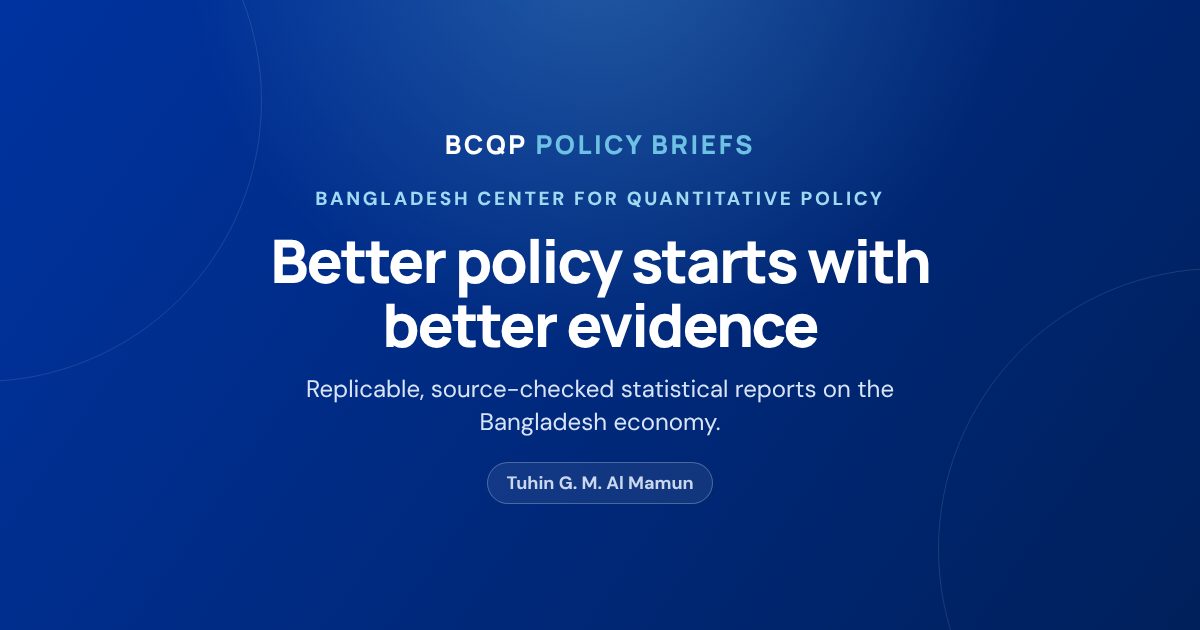 BCQP POLICY BRIEFS
BANGLADESH CENTER FOR QUANTITATIVE POLICY
Better policy starts with
better evidence
Replicable, source-checked statistical reports on the
Bangladesh economy.
Tuhin G. M. Al Mamun